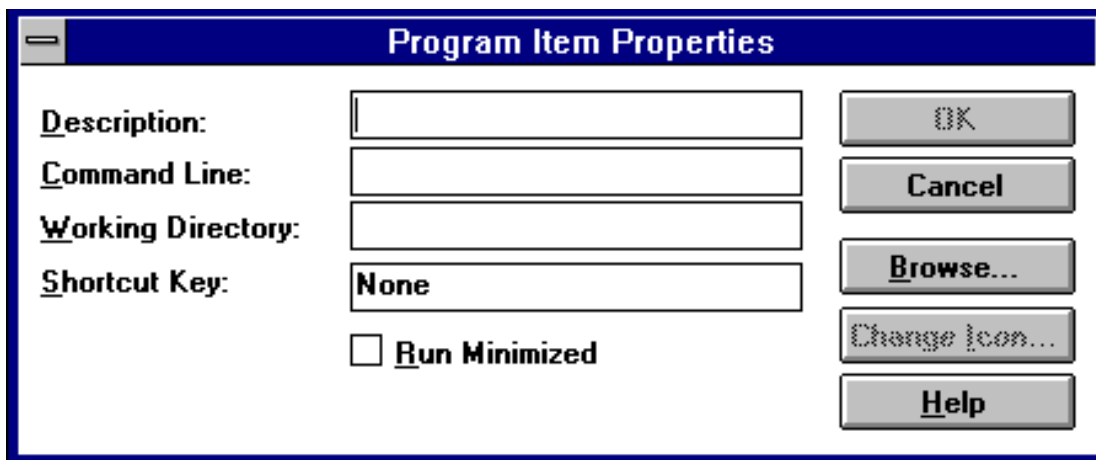 Program Item Properties
Description:
Command Line:
Working Directory:
Shortcut Key:
None
Run Minimized
OK
Cancel
Browse...
Change Icon...
Help